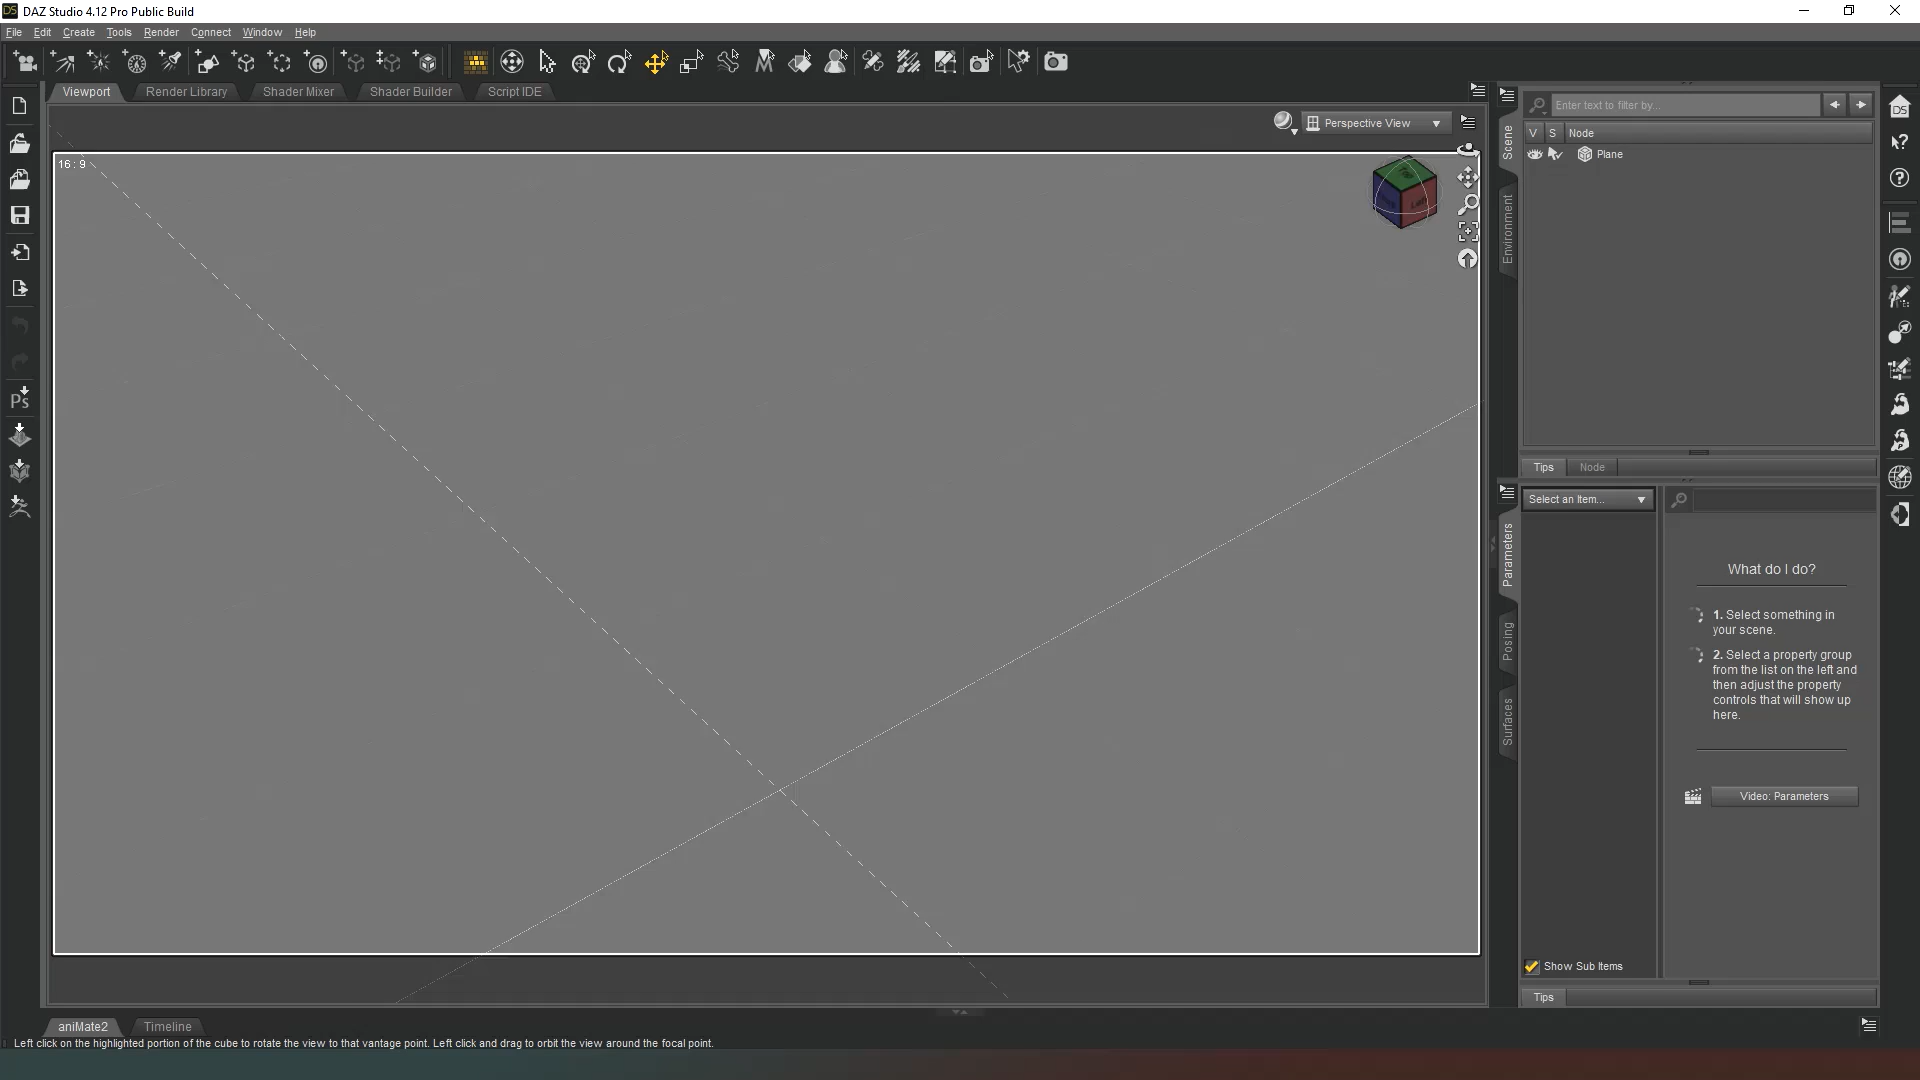 DAZ Studio 4.12 Pro Public Build
File Edit Create Tools Render Connect Window Help
Viewport Render Library Shader Mixer Shader Builder Script IDE
Perspective View
16 : 9
Scene
Environment
Enter text to filter by...
V S Node
Plane
Tips Node
Parameters
Posing
Surfaces
Select an Item...
What do I do?
1. Select something in
your scene.
2. Select a property group
from the list on the left and
then adjust the property
controls that will show up
here.
Video: Parameters
Show Sub Items
Tips
Ps
DS
aniMate2 Timeline
Left click on the highlighted portion of the cube to rotate the view to that vantage point. Left click and drag to orbit the view around the focal point.